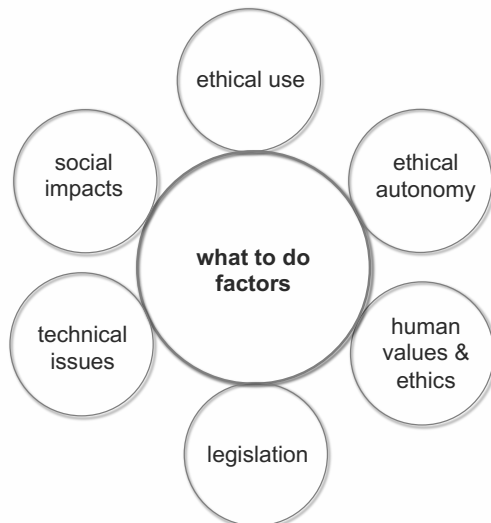 ethical use
social
impacts
ethical
autonomy
what to do
factors
technical
issues
human
values &
ethics
legislation